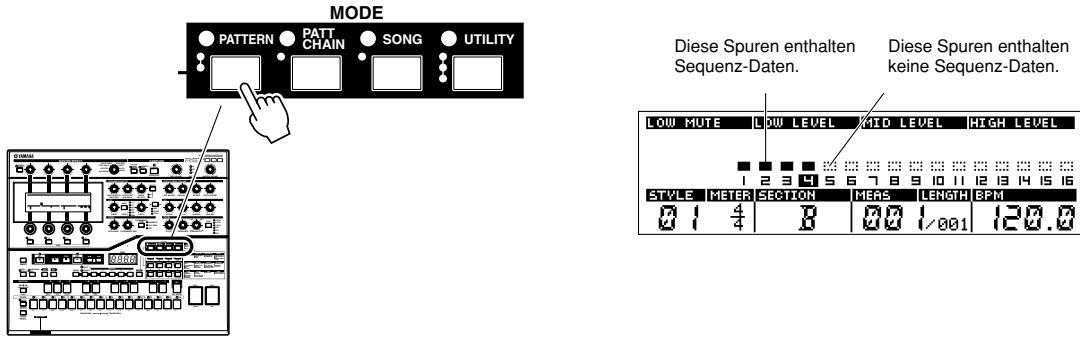 MODE
PATTERN PATT CHAIN SONG UTILITY
YAMAHA
Diese Spuren enthalten
Sequenz-Daten.
Diese Spuren enthalten
keine Sequenz-Daten.
LOW MUTE LOW LEVEL MID LEVEL HIGH LEVEL
1 2 3 4 5 6 7 8 9 10 11 12 13 14 15 16
STYLE METER SECTION MEAS LENGTH BPM
01 4/4 B 001/001 120.0